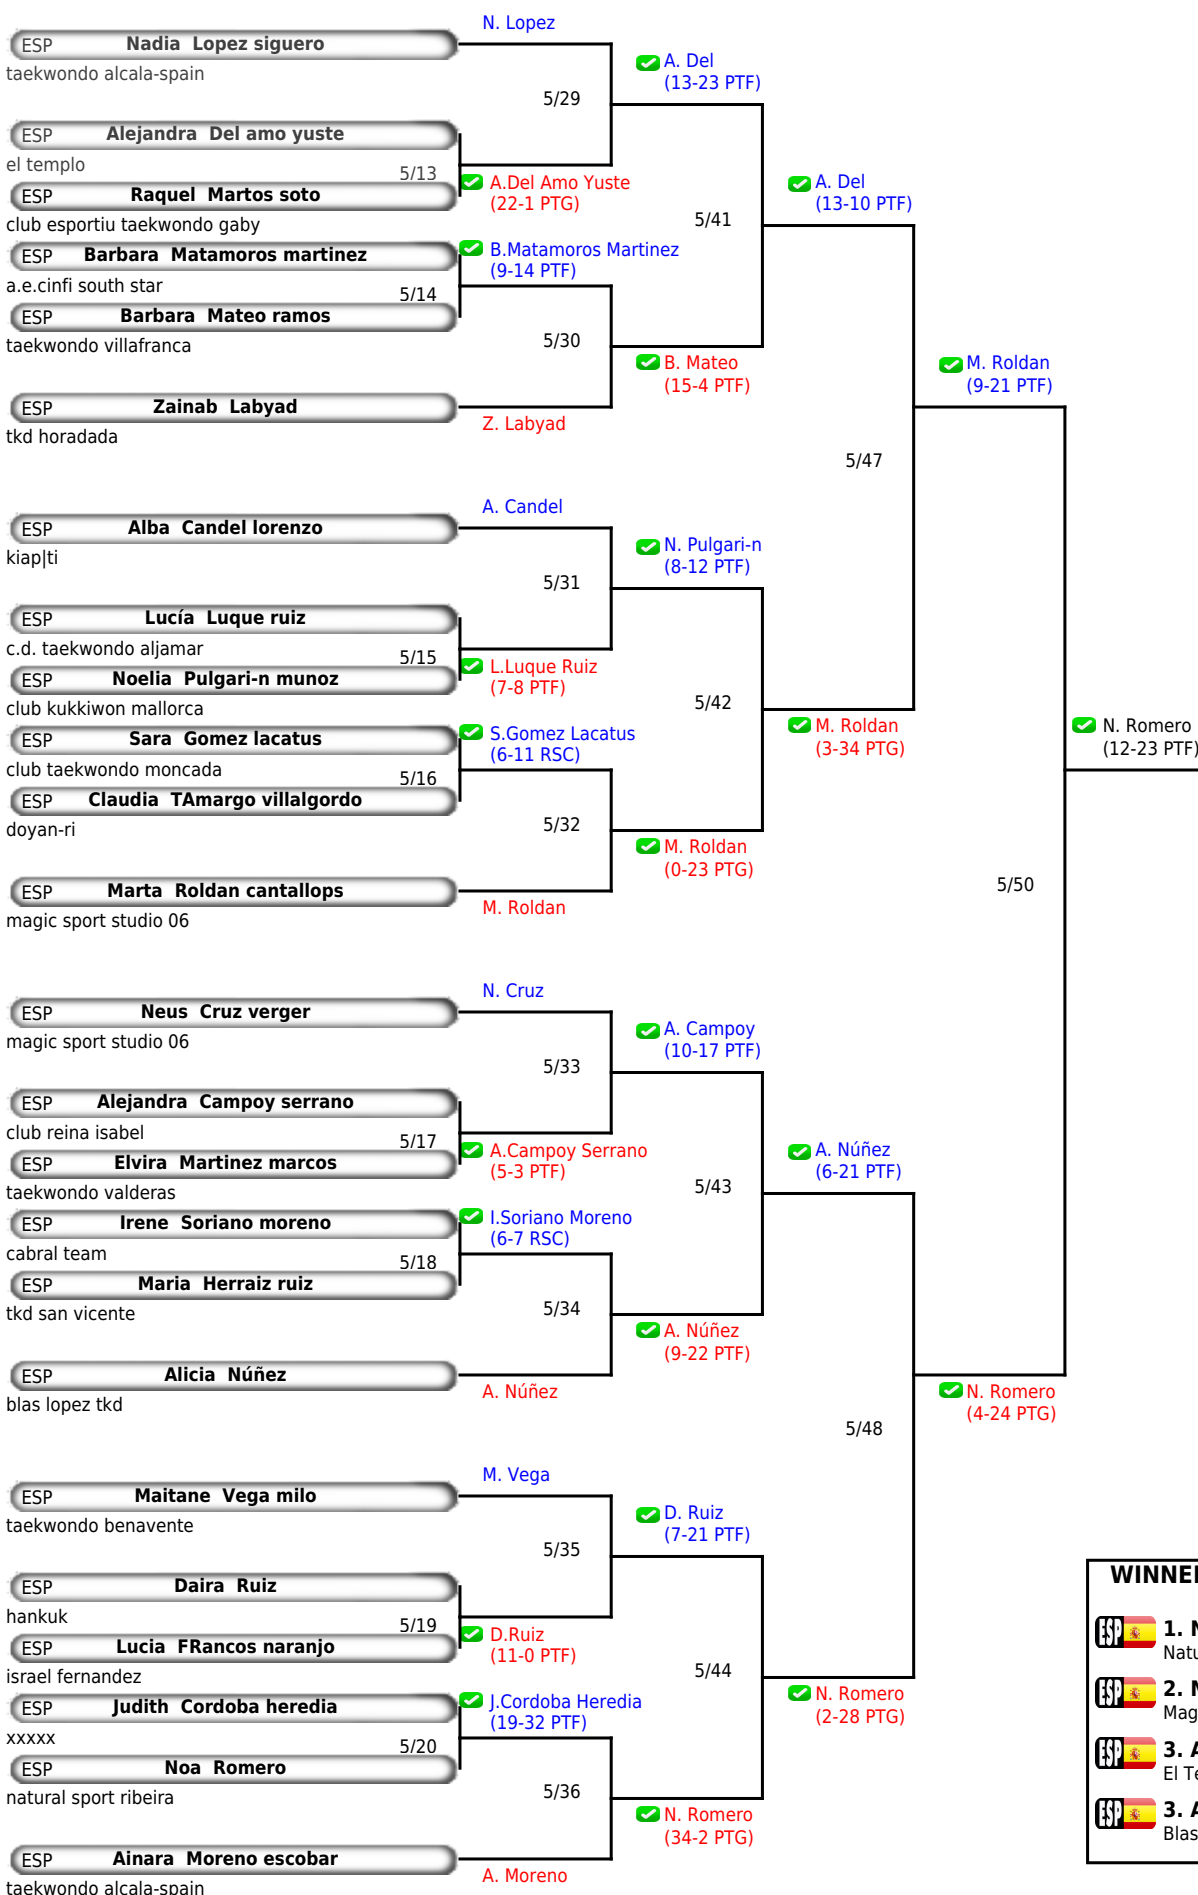 N. Lopez
ESP Nadia Lopez siguero
taekwondo alcala-spain
A. Del
(13-23 PTF)
5/29
ESP Alejandra Del amo yuste
el templo
5/13
A.Del Amo Yuste
(22-1 PTG)
ESP Raquel Martos soto
club esportiu taekwondo gaby
A. Del
(13-10 PTF)
5/41
ESP Barbara Matamoros martinez
B.Matamoros Martinez
(9-14 PTF)
a.e.cinfi south star
5/14
ESP Barbara Mateo ramos
taekwondo villafranca
5/30
B. Mateo
(15-4 PTF)
M. Roldan
(9-21 PTF)
ESP Zainab Labyad
Z. Labyad
tkd horadada
5/47
A. Candel
ESP Alba Candel lorenzo
kiap|ti
N. Pulgari-n
(8-12 PTF)
5/31
ESP Lucía Luque ruiz
c.d. taekwondo aljamar
5/15
L.Luque Ruiz
(7-8 PTF)
ESP Noelia Pulgari-n munoz
club kukkiwon mallorca
5/42
ESP Sara Gomez lacatus
S.Gomez Lacatus
(6-11 RSC)
M. Roldan
(3-34 PTG)
N. Romero
(12-23 PTF)
club taekwondo moncada
5/16
ESP Claudia TAmargo villalgordo
doyan-ri
5/32
M. Roldan
(0-23 PTG)
ESP Marta Roldan cantallops
M. Roldan
magic sport studio 06
5/50
N. Cruz
ESP Neus Cruz verger
magic sport studio 06
A. Campoy
(10-17 PTF)
5/33
ESP Alejandra Campoy serrano
club reina isabel
5/17
A.Campoy Serrano
(5-3 PTF)
ESP Elvira Martinez marcos
taekwondo valderas
A. Núñez
(6-21 PTF)
5/43
ESP Irene Soriano moreno
I.Soriano Moreno
(6-7 RSC)
cabral team
5/18
ESP Maria Herraiz ruiz
tkd san vicente
5/34
A. Núñez
(9-22 PTF)
ESP Alicia Núñez
A. Núñez
blas lopez tkd
N. Romero
(4-24 PTG)
5/48
M. Vega
ESP Maitane Vega milo
taekwondo benavente
D. Ruiz
(7-21 PTF)
5/35
ESP Daira Ruiz
hankuk
5/19
D.Ruiz
(11-0 PTF)
ESP Lucia FRancos naranjo
israel fernandez
5/44
ESP Judith Cordoba heredia
J.Cordoba Heredia
(19-32 PTF)
xxxxx
5/20
N. Romero
(2-28 PTG)
ESP Noa Romero
natural sport ribeira
5/36
N. Romero
(34-2 PTG)
ESP Ainara Moreno escobar
A. Moreno
taekwondo alcala-spain
WINNE
ESP 1. N
Natu
ESP 2. M
Mag
ESP 3. A
El Te
ESP 3. A
Blas